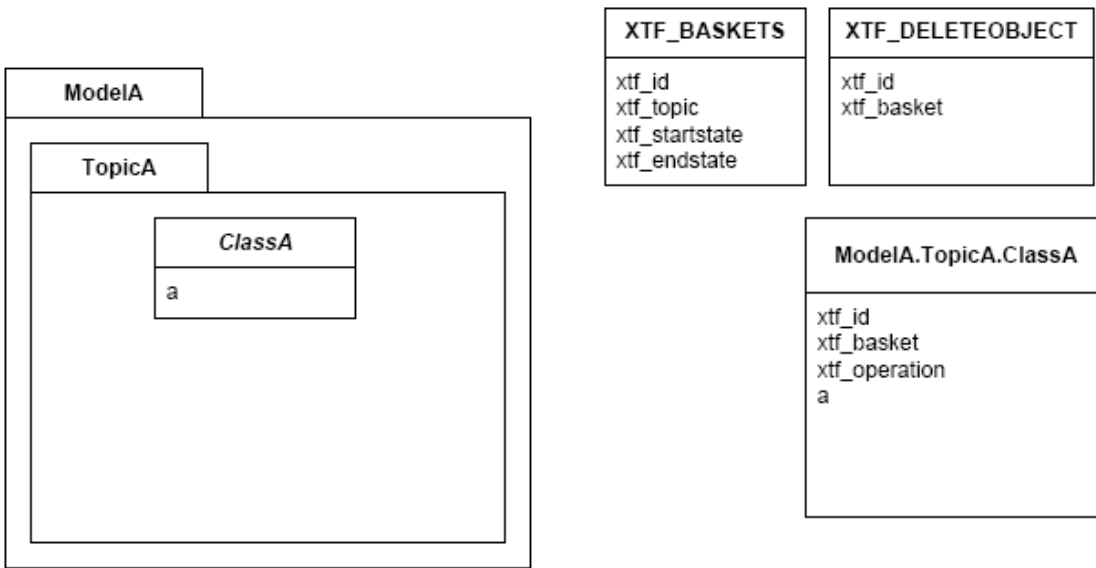 ModelA
TopicA
ClassA
a
XTF_BASKETS
xtf_id
xtf_topic
xtf_startstate
xtf_endstate
XTF_DELETEOBJECT
xtf_id
xtf_basket
ModelA.TopicA.ClassA
xtf_id
xtf_basket
xtf_operation
a